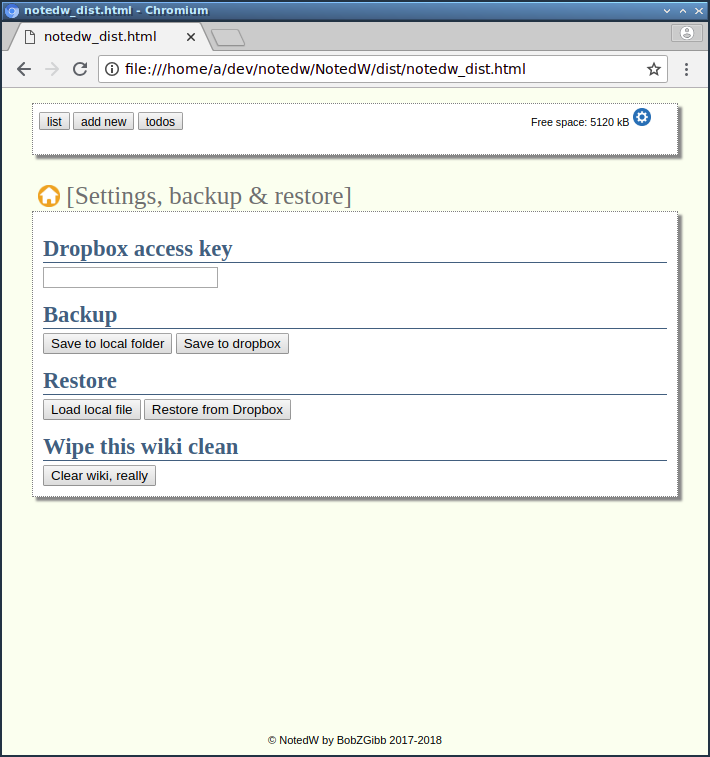 notedw_dist.html - Chromium
notedw_dist.html
file:///home/a/dev/notedw/NotedW/dist/notedw_dist.html
list add new todos Free space: 5120 kB
[Settings, backup & restore]
Dropbox access key
Backup
Save to local folder Save to dropbox
Restore
Load local file Restore from Dropbox
Wipe this wiki clean
Clear wiki, really
© NotedW by BobZGibb 2017-2018